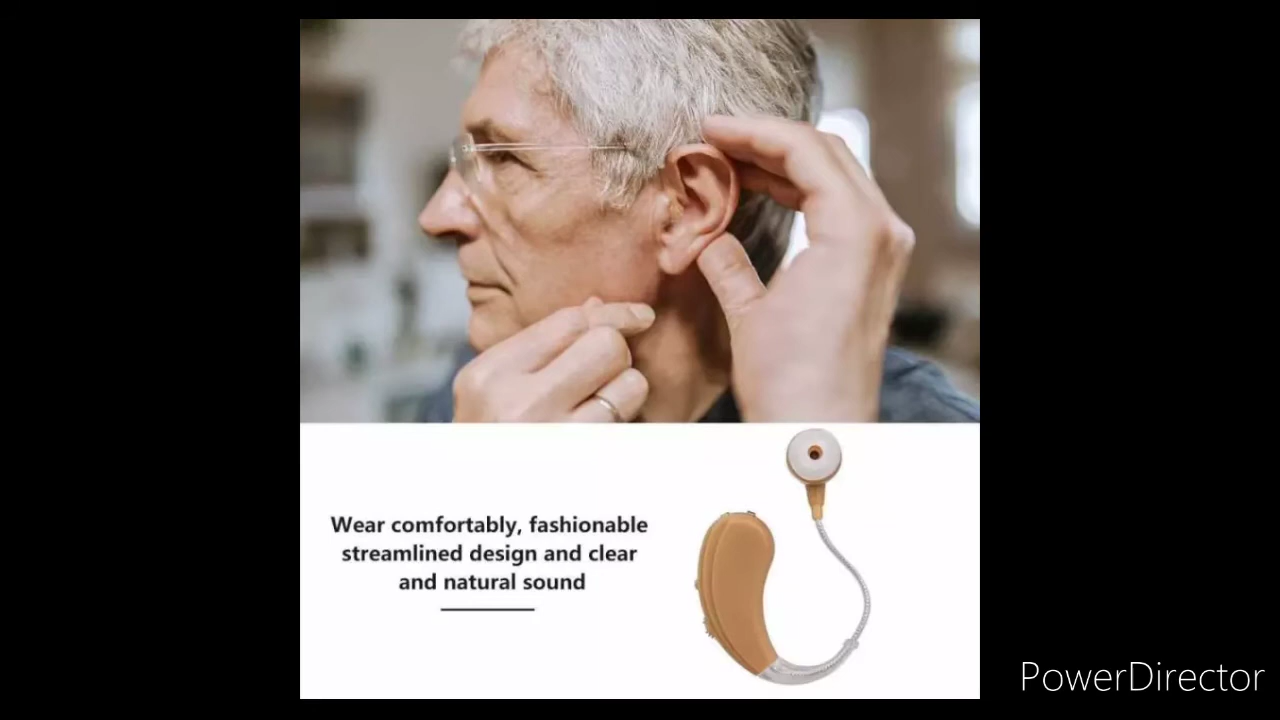 Wear comfortably, fashionable
streamlined design and clear
and natural sound
PowerDirector